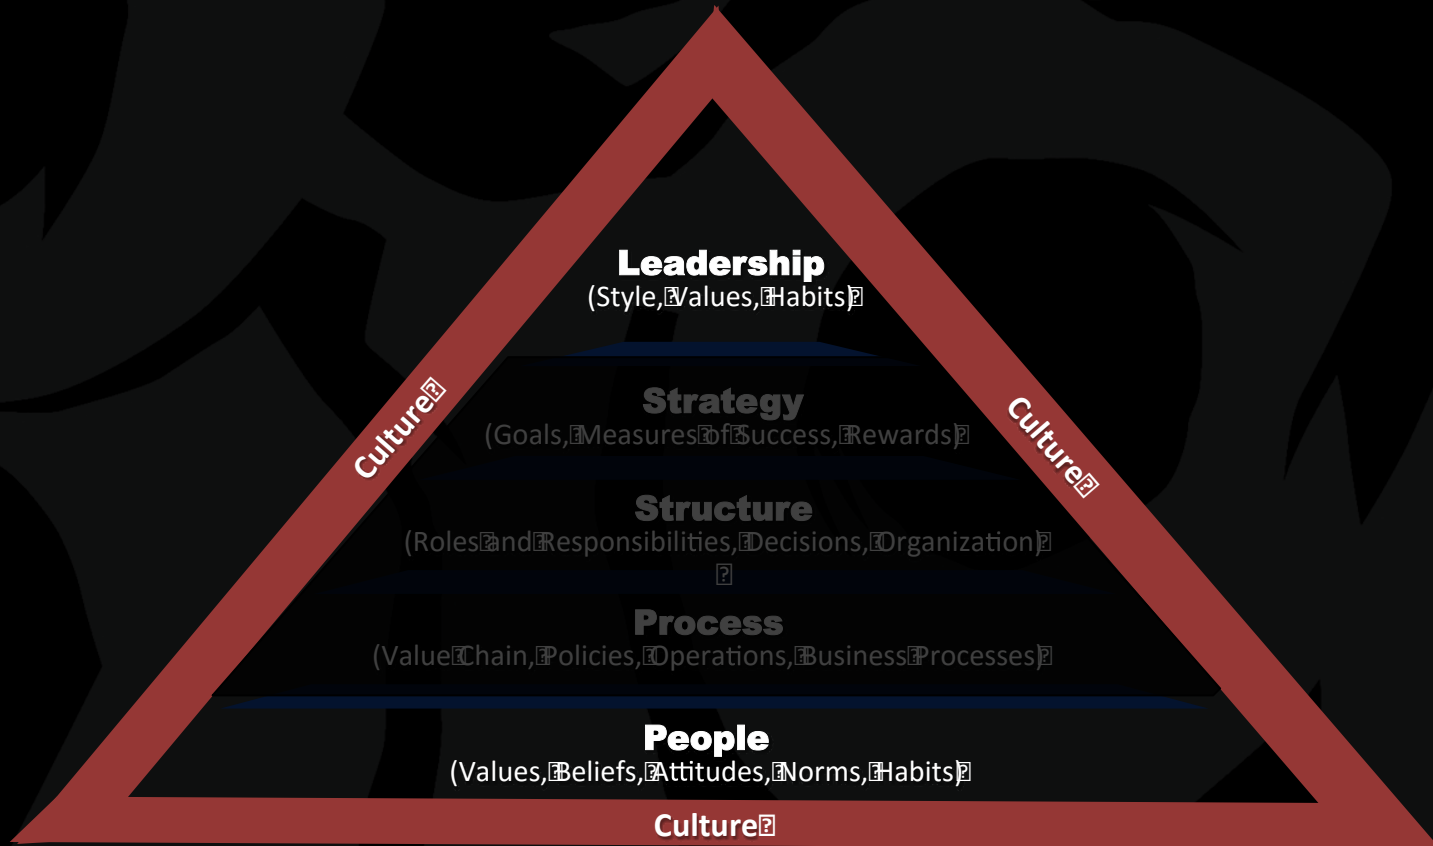 Leadership
(Style, Values, Habits)
Culture
Culture
Strategy
(Goals, Measures of Success, Rewards)
Structure
(Roles and Responsibilities, Decisions, Organization)
Process
(Value Chain, Policies, Operations, Business Processes)
People
(Values, Beliefs, Attitudes, Norms, Habits)
Culture